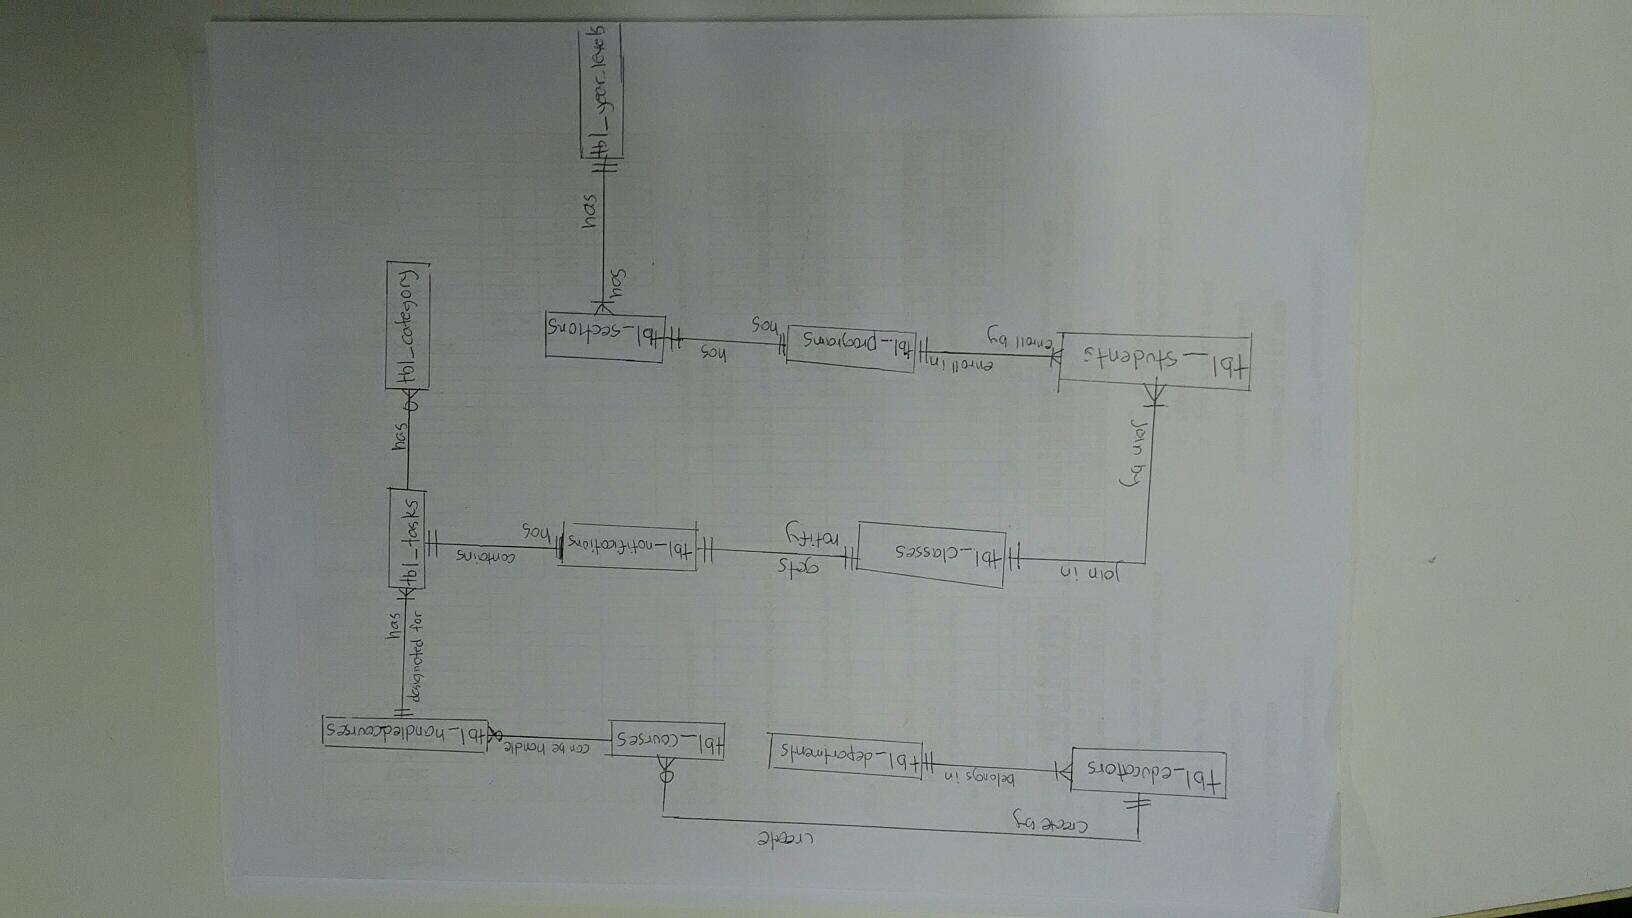 create
create by
tbl_educators
belongs in
tbl_departments
tbl_courses
can be handle
tbl_handledcourses
designated for
has
join in
tbl_classes
gets
notify
tbl_notifications
contains
has
tbl_tasks
join by
has
tbl_students
enroll in
enroll by
tbl_programs
has
has
tbl_sections
tbl_category
has
has
tbl_year_levels